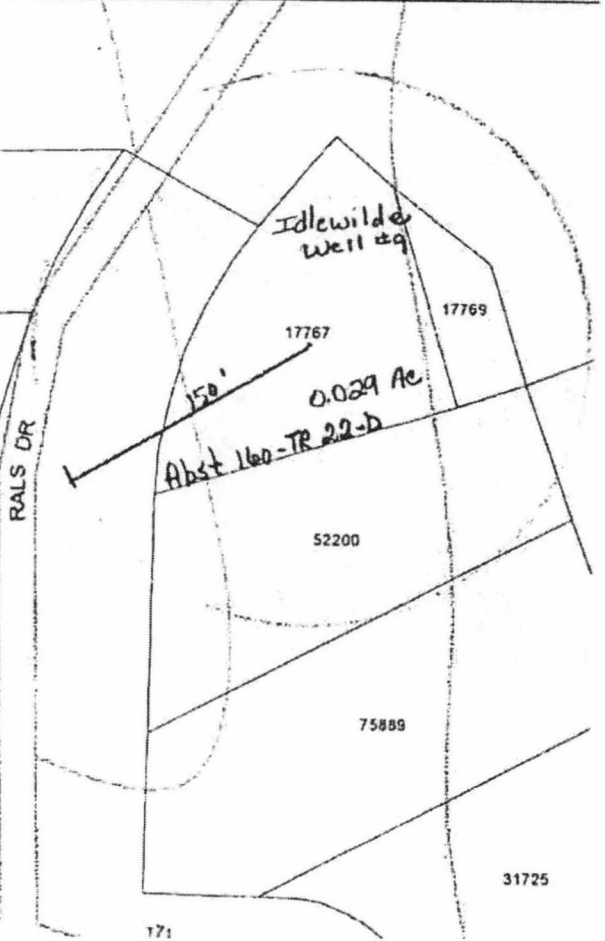 Idlewilde
Well #9
17769
17767
150'
0.029 Ac
Abst 160-TR 22-D
RALS DR
52200
75889
31725
171